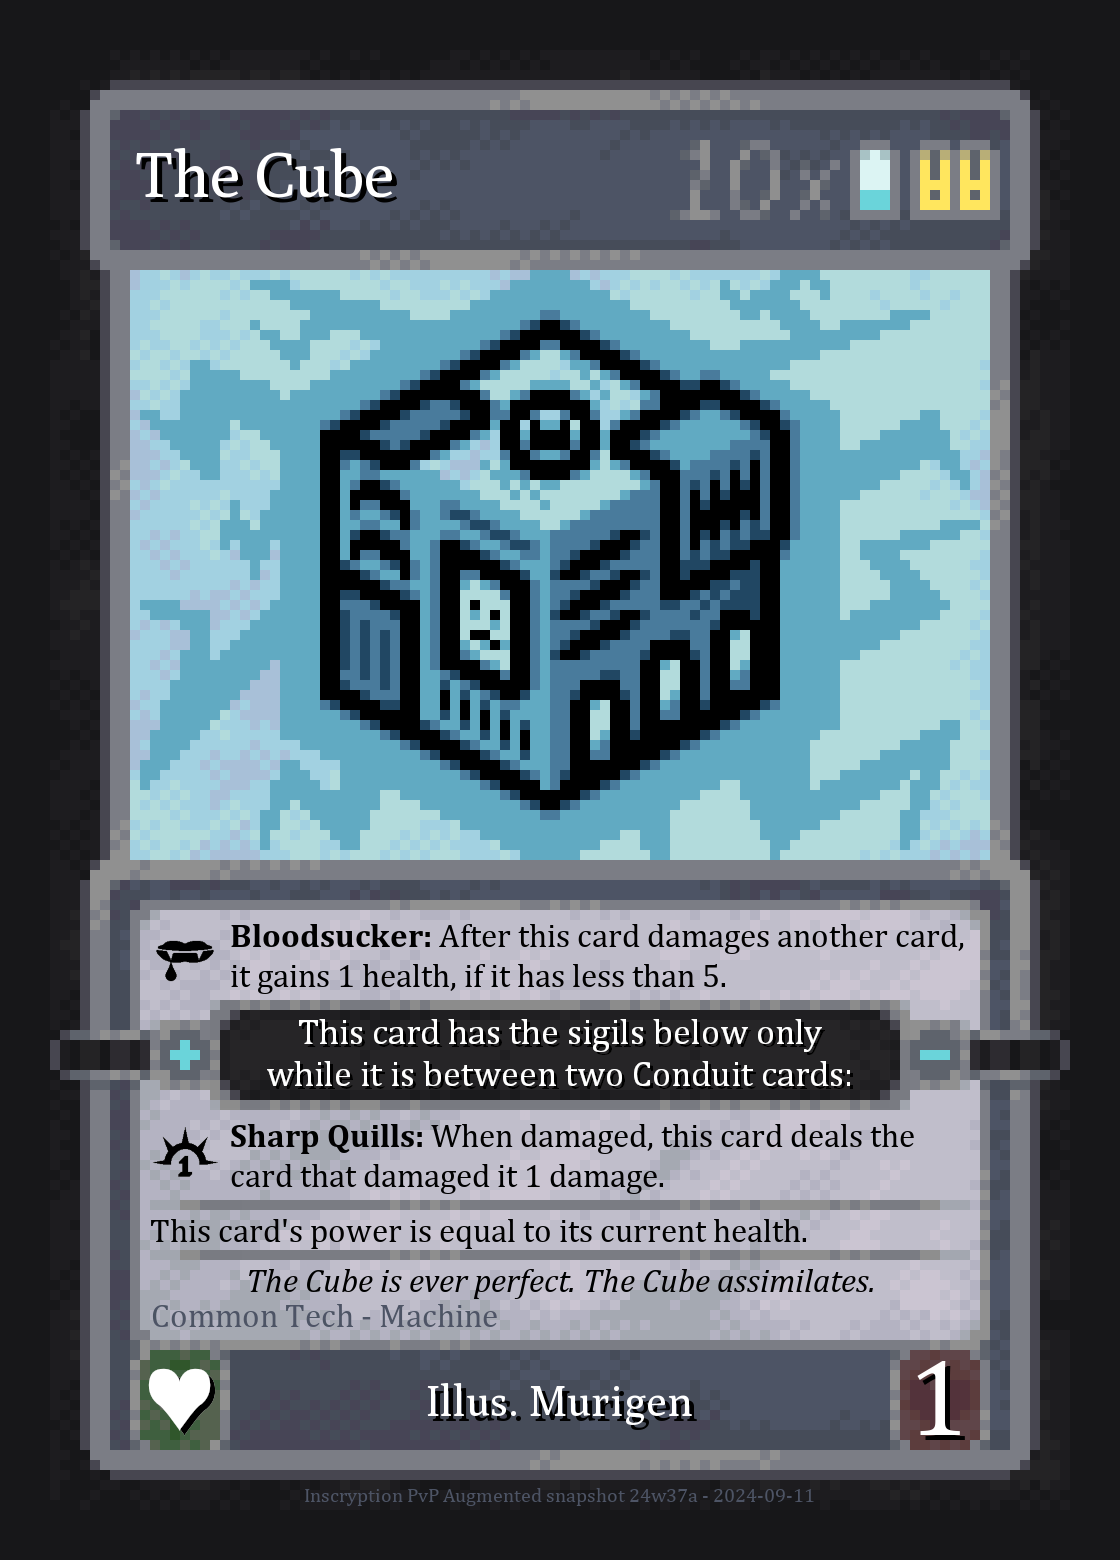 The Cube 10x
Bloodsucker: After this card damages another card,
it gains 1 health, if it has less than 5.
This card has the sigils below only
while it is between two Conduit cards:
1
Sharp Quills: When damaged, this card deals the
card that damaged it 1 damage.
This card's power is equal to its current health.
The Cube is ever perfect. The Cube assimilates.
Common Tech - Machine
Illus. Murigen
1
Inscryption PvP Augmented snapshot 24w37a - 2024-09-11